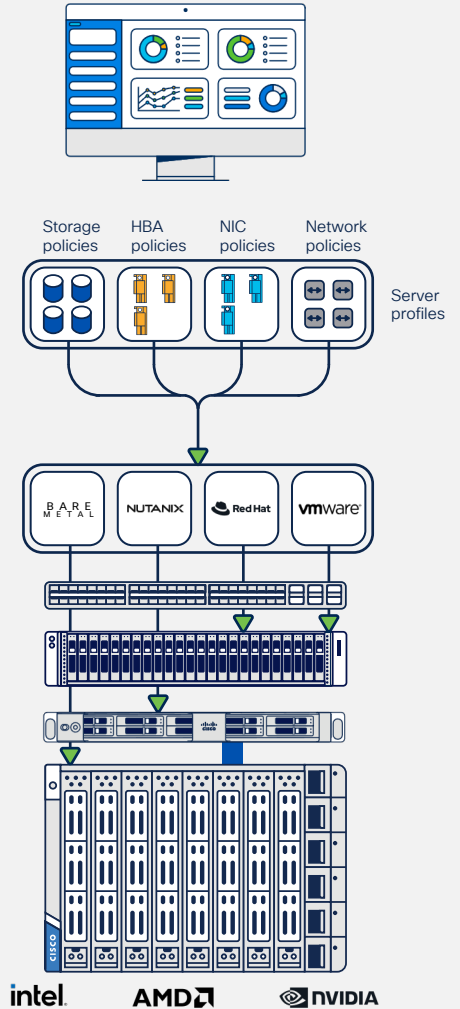 Storage policies
HBA policies
NIC policies
Network policies
Server profiles
BARE METAL
NUTANIX
Red Hat
vmware®
CISCO
CISCO
intel.
AMD
NVIDIA